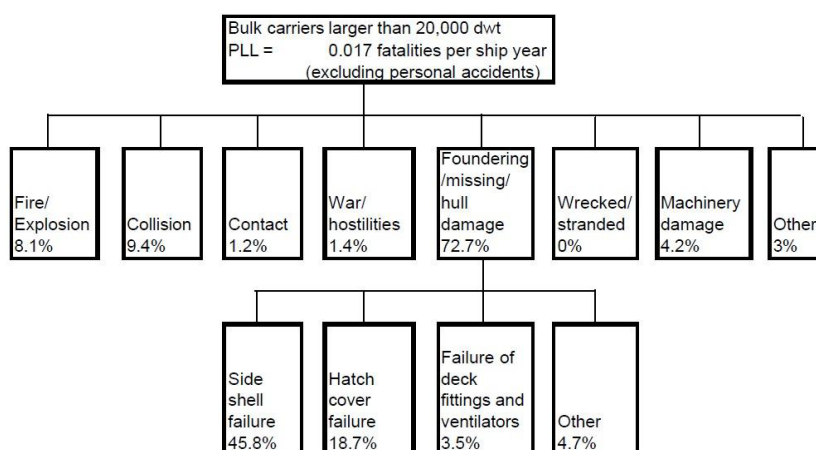 Bulk carriers larger than 20,000 dwt
PLL = 0.017 fatalities per ship year
(excluding personal accidents)
Fire/
Explosion
8.1%
Collision
9.4%
Contact
1.2%
War/
hostilities
1.4%
Foundering
/missing/
hull
damage
72.7%
Wrecked/
stranded
0%
Machinery
damage
4.2%
Other
3%
Side
shell
failure
45.8%
Hatch
cover
failure
18.7%
Failure of
deck
fittings and
ventilators
3.5%
Other
4.7%